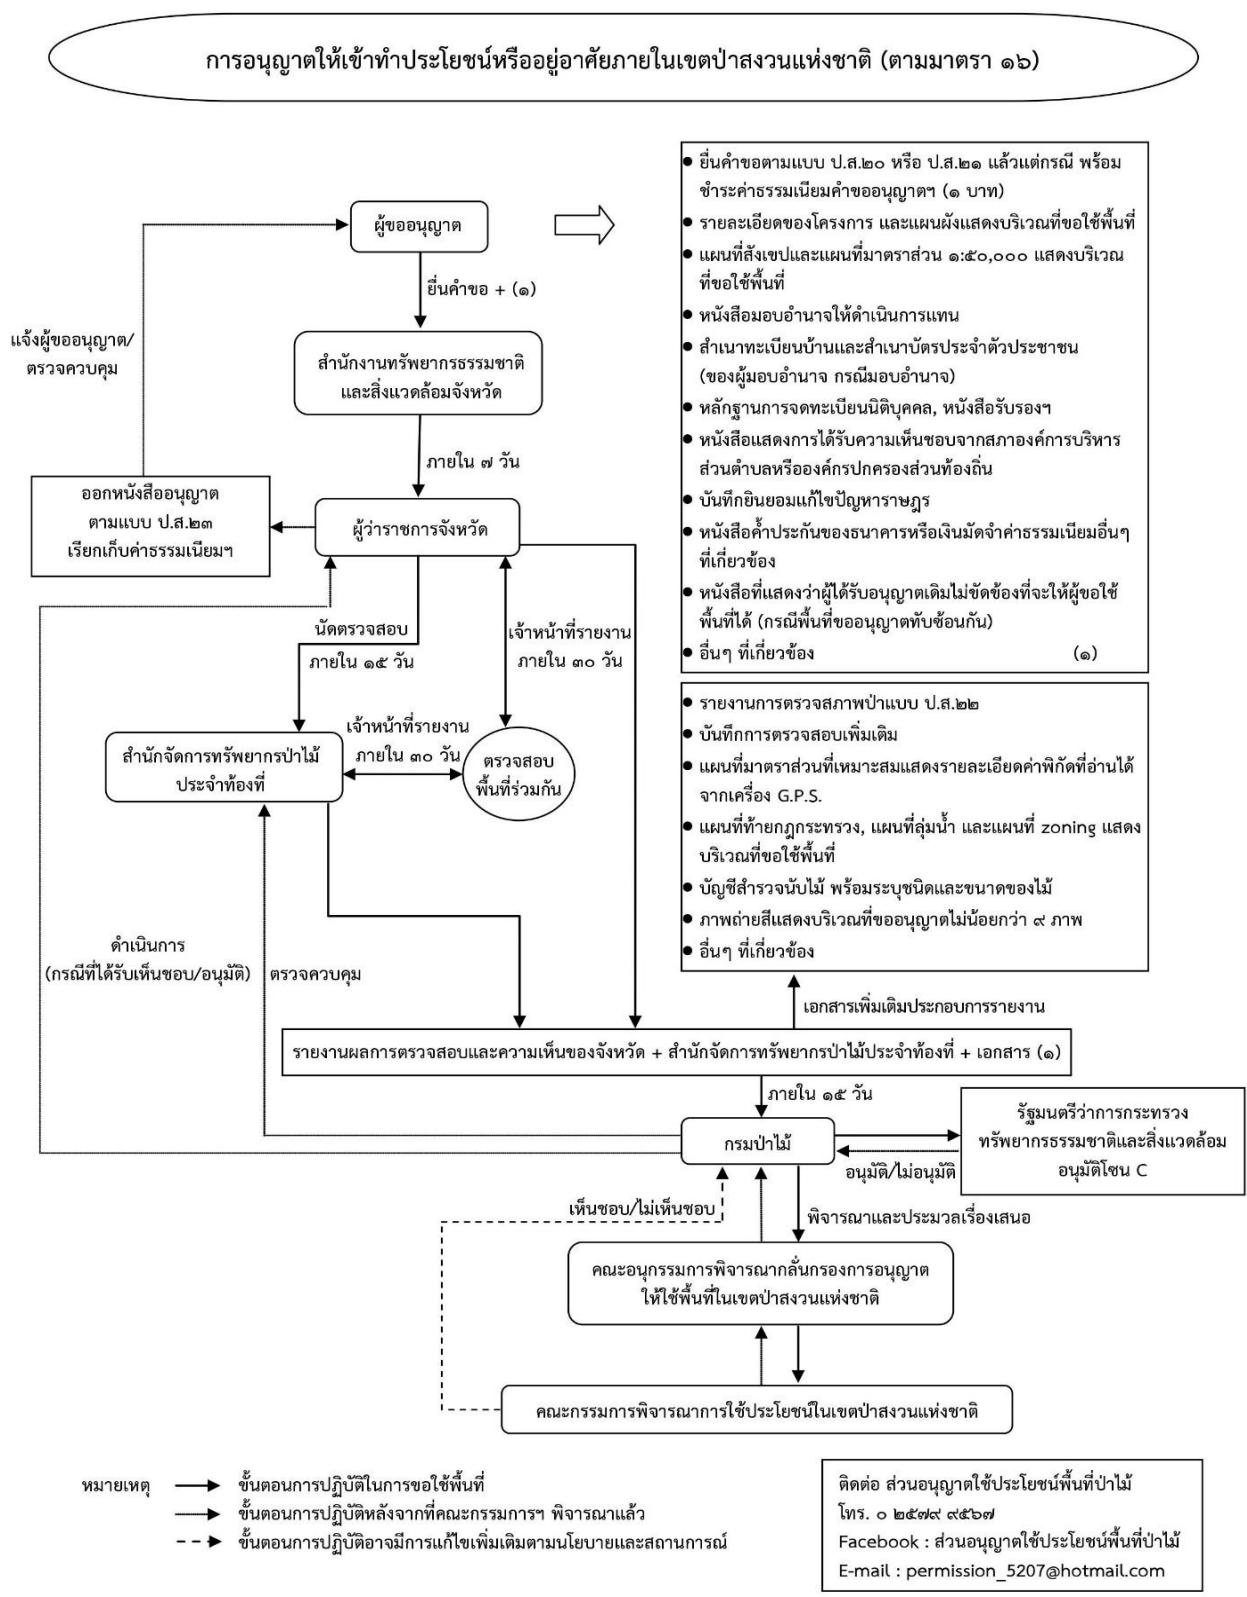 การอนุญาตให้เข้าทำประโยชน์หรืออยู่อาศัยภายในเขตป่าสงวนแห่งชาติ (ตามมาตรา ๑๖)
ผู้ขออนุญาต
ยื่นคำขอ + (๑)
แจ้งผู้ขออนุญาต/
ตรวจควบคุม
สำนักงานทรัพยากรธรรมชาติ
และสิ่งแวดล้อมจังหวัด
ภายใน ๗ วัน
ออกหนังสืออนุญาต
ตามแบบ ป.ส.๒๓
เรียกเก็บค่าธรรมเนียมฯ
ผู้ว่าราชการจังหวัด
นัดตรวจสอบ
ภายใน ๑๕ วัน
เจ้าหน้าที่รายงาน
ภายใน ๓๐ วัน
สำนักจัดการทรัพยากรป่าไม้
ประจำท้องที่
เจ้าหน้าที่รายงาน
ภายใน ๓๐ วัน
ตรวจสอบ
พื้นที่ร่วมกัน
● ยื่นคำขอตามแบบ ป.ส.๒๐ หรือ ป.ส.๒๑ แล้วแต่กรณี พร้อม
ชำระค่าธรรมเนียมคำขออนุญาตฯ (๑ บาท)
● รายละเอียดของโครงการ และแผนผังแสดงบริเวณที่ขอใช้พื้นที่
● แผนที่สังเขปและแผนที่มาตราส่วน ๑:๕๐,๐๐๐ แสดงบริเวณ
ที่ขอใช้พื้นที่
● หนังสือมอบอำนาจให้ดำเนินการแทน
● สำเนาทะเบียนบ้านและสำเนาบัตรประจำตัวประชาชน
(ของผู้มอบอำนาจ กรณีมอบอำนาจ)
● หลักฐานการจดทะเบียนนิติบุคคล, หนังสือรับรองฯ
● หนังสือแสดงการได้รับความเห็นชอบจากสภาองค์การบริหาร
ส่วนตำบลหรือองค์กรปกครองส่วนท้องถิ่น
● บันทึกยินยอมแก้ไขปัญหาราษฎร
● หนังสือค้ำประกันของธนาคารหรือเงินมัดจำค่าธรรมเนียมอื่นๆ
ที่เกี่ยวข้อง
● หนังสือที่แสดงว่าผู้ได้รับอนุญาตเดิมไม่ขัดข้องที่จะให้ผู้ขอใช้
พื้นที่ได้ (กรณีพื้นที่ขออนุญาตทับซ้อนกัน)
● อื่นๆ ที่เกี่ยวข้อง (๑)
● รายงานการตรวจสภาพป่าแบบ ป.ส.๒๒
● บันทึกการตรวจสอบเพิ่มเติม
● แผนที่มาตราส่วนที่เหมาะสมแสดงรายละเอียดค่าพิกัดที่อ่านได้
จากเครื่อง G.P.S.
● แผนที่ท้ายกฎกระทรวง, แผนที่ลุ่มน้ำ และแผนที่ zoning แสดง
บริเวณที่ขอใช้พื้นที่
● บัญชีสำรวจนับไม้ พร้อมระบุชนิดและขนาดของไม้
● ภาพถ่ายสีแสดงบริเวณที่ขออนุญาตไม่น้อยกว่า ๙ ภาพ
● อื่นๆ ที่เกี่ยวข้อง
ดำเนินการ
(กรณีที่ได้รับเห็นชอบ/อนุมัติ)
ตรวจควบคุม
เอกสารเพิ่มเติมประกอบการรายงาน
รายงานผลการตรวจสอบและความเห็นของจังหวัด + สำนักจัดการทรัพยากรป่าไม้ประจำท้องที่ + เอกสาร (๑)
ภายใน ๑๕ วัน
กรมป่าไม้
รัฐมนตรีว่าการกระทรวง
ทรัพยากรธรรมชาติและสิ่งแวดล้อม
อนุมัติโซน C
อนุมัติ/ไม่อนุมัติ
เห็นชอบ/ไม่เห็นชอบ
พิจารณาและประมวลเรื่องเสนอ
คณะอนุกรรมการพิจารณากลั่นกรองการอนุญาต
ให้ใช้พื้นที่ในเขตป่าสงวนแห่งชาติ
คณะกรรมการพิจารณาการใช้ประโยชน์ในเขตป่าสงวนแห่งชาติ
หมายเหตุ ขั้นตอนการปฏิบัติในการขอใช้พื้นที่
ขั้นตอนการปฏิบัติหลังจากที่คณะกรรมการฯ พิจารณาแล้ว
ขั้นตอนการปฏิบัติอาจมีการแก้ไขเพิ่มเติมตามนโยบายและสถานการณ์
ติดต่อ ส่วนอนุญาตใช้ประโยชน์พื้นที่ป่าไม้
โทร. ๐ ๒๕๗๙ ๙๕๖๗
Facebook : ส่วนอนุญาตใช้ประโยชน์พื้นที่ป่าไม้
E-mail : permission_5207@hotmail.com